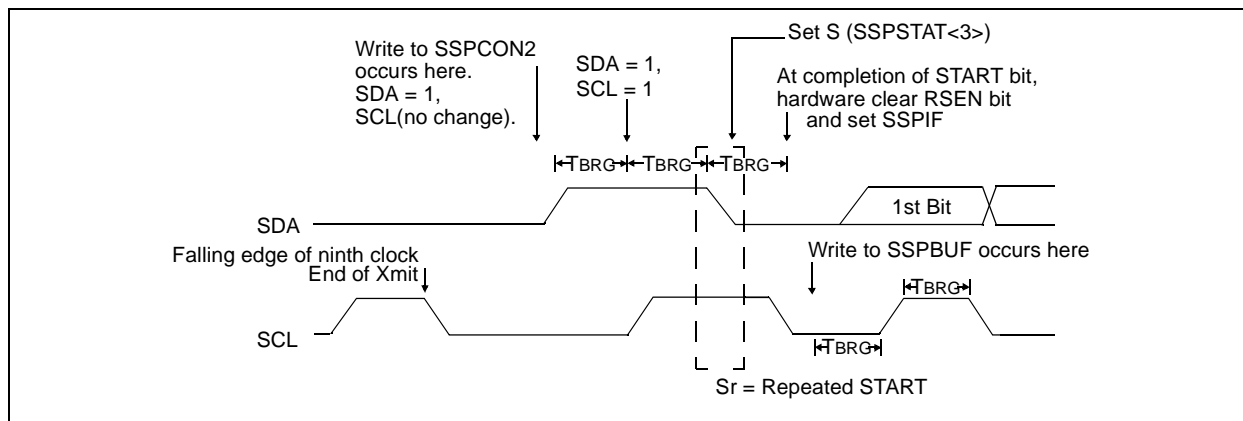 Set S (SSPSTAT<3>)
Write to SSPCON2
occurs here.
SDA = 1,
SCL(no change).
SDA = 1,
SCL = 1
At completion of START bit,
hardware clear RSEN bit
and set SSPIF
TBRG
TBRG
TBRG
SDA
1st Bit
Falling edge of ninth clock
End of Xmit
Write to SSPBUF occurs here
TBRG
SCL
TBRG
Sr = Repeated START